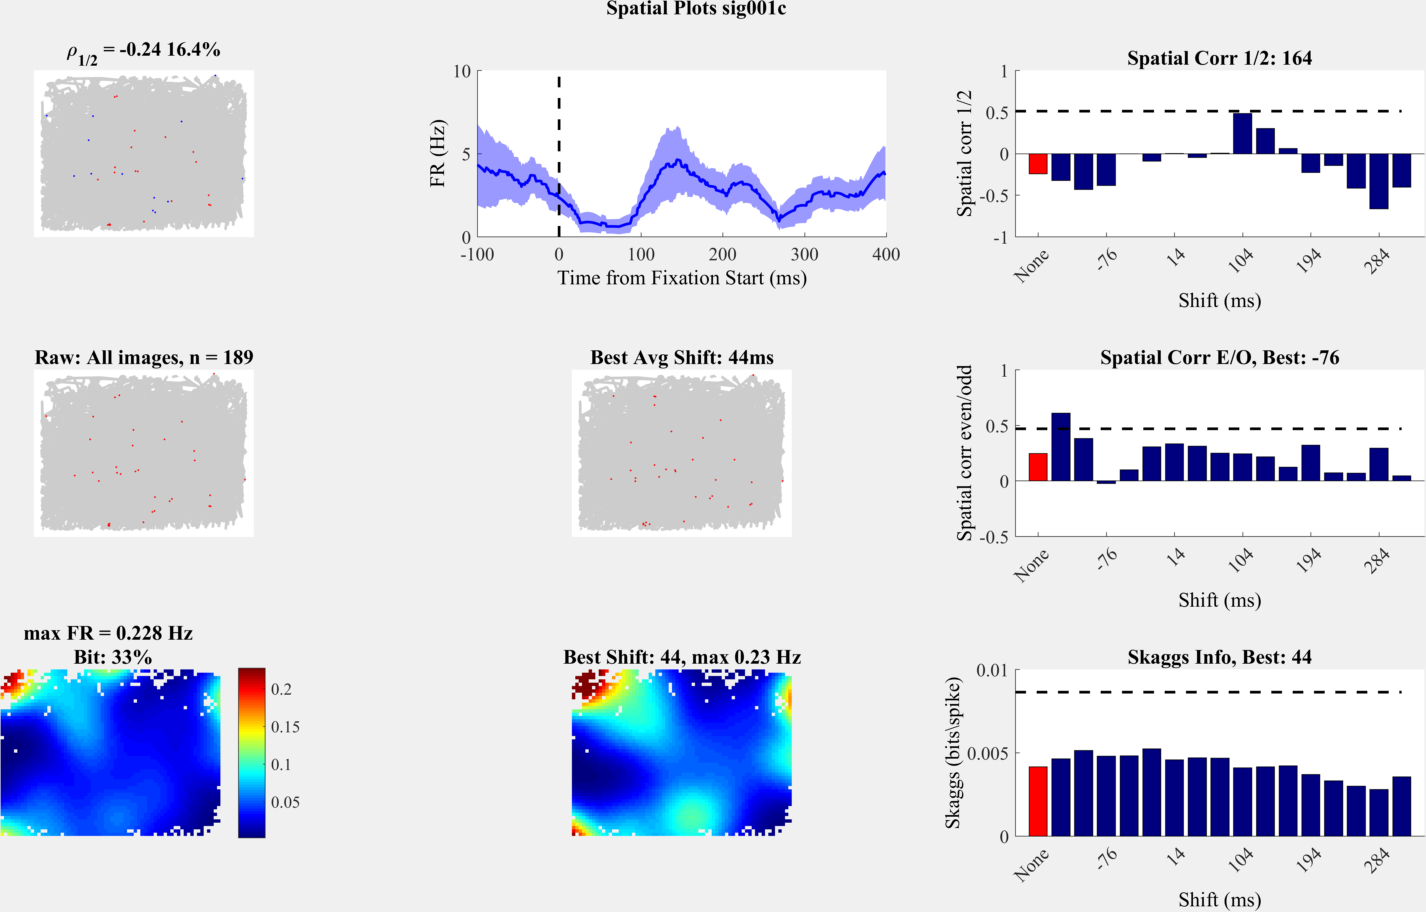 Spatial Plots sig001c
ρ1/2 = -0.24 16.4%
10
5
0
FR (Hz)
-100
0
100
200
300
400
Time from Fixation Start (ms)
Spatial Corr 1/2: 164
1
0.5
0
-0.5
-1
Spatial corr 1/2
None
-76
14
104
194
284
Shift (ms)
Raw: All images, n = 189
Best Avg Shift: 44ms
Spatial Corr E/O, Best: -76
1
0.5
0
-0.5
Spatial corr even/odd
None
-76
14
104
194
284
Shift (ms)
max FR = 0.228 Hz
Bit: 33%
0.2
0.15
0.1
0.05
Best Shift: 44, max 0.23 Hz
Skaggs Info, Best: 44
0.01
0.005
0
Skaggs (bits\spike)
None
-76
14
104
194
284
Shift (ms)